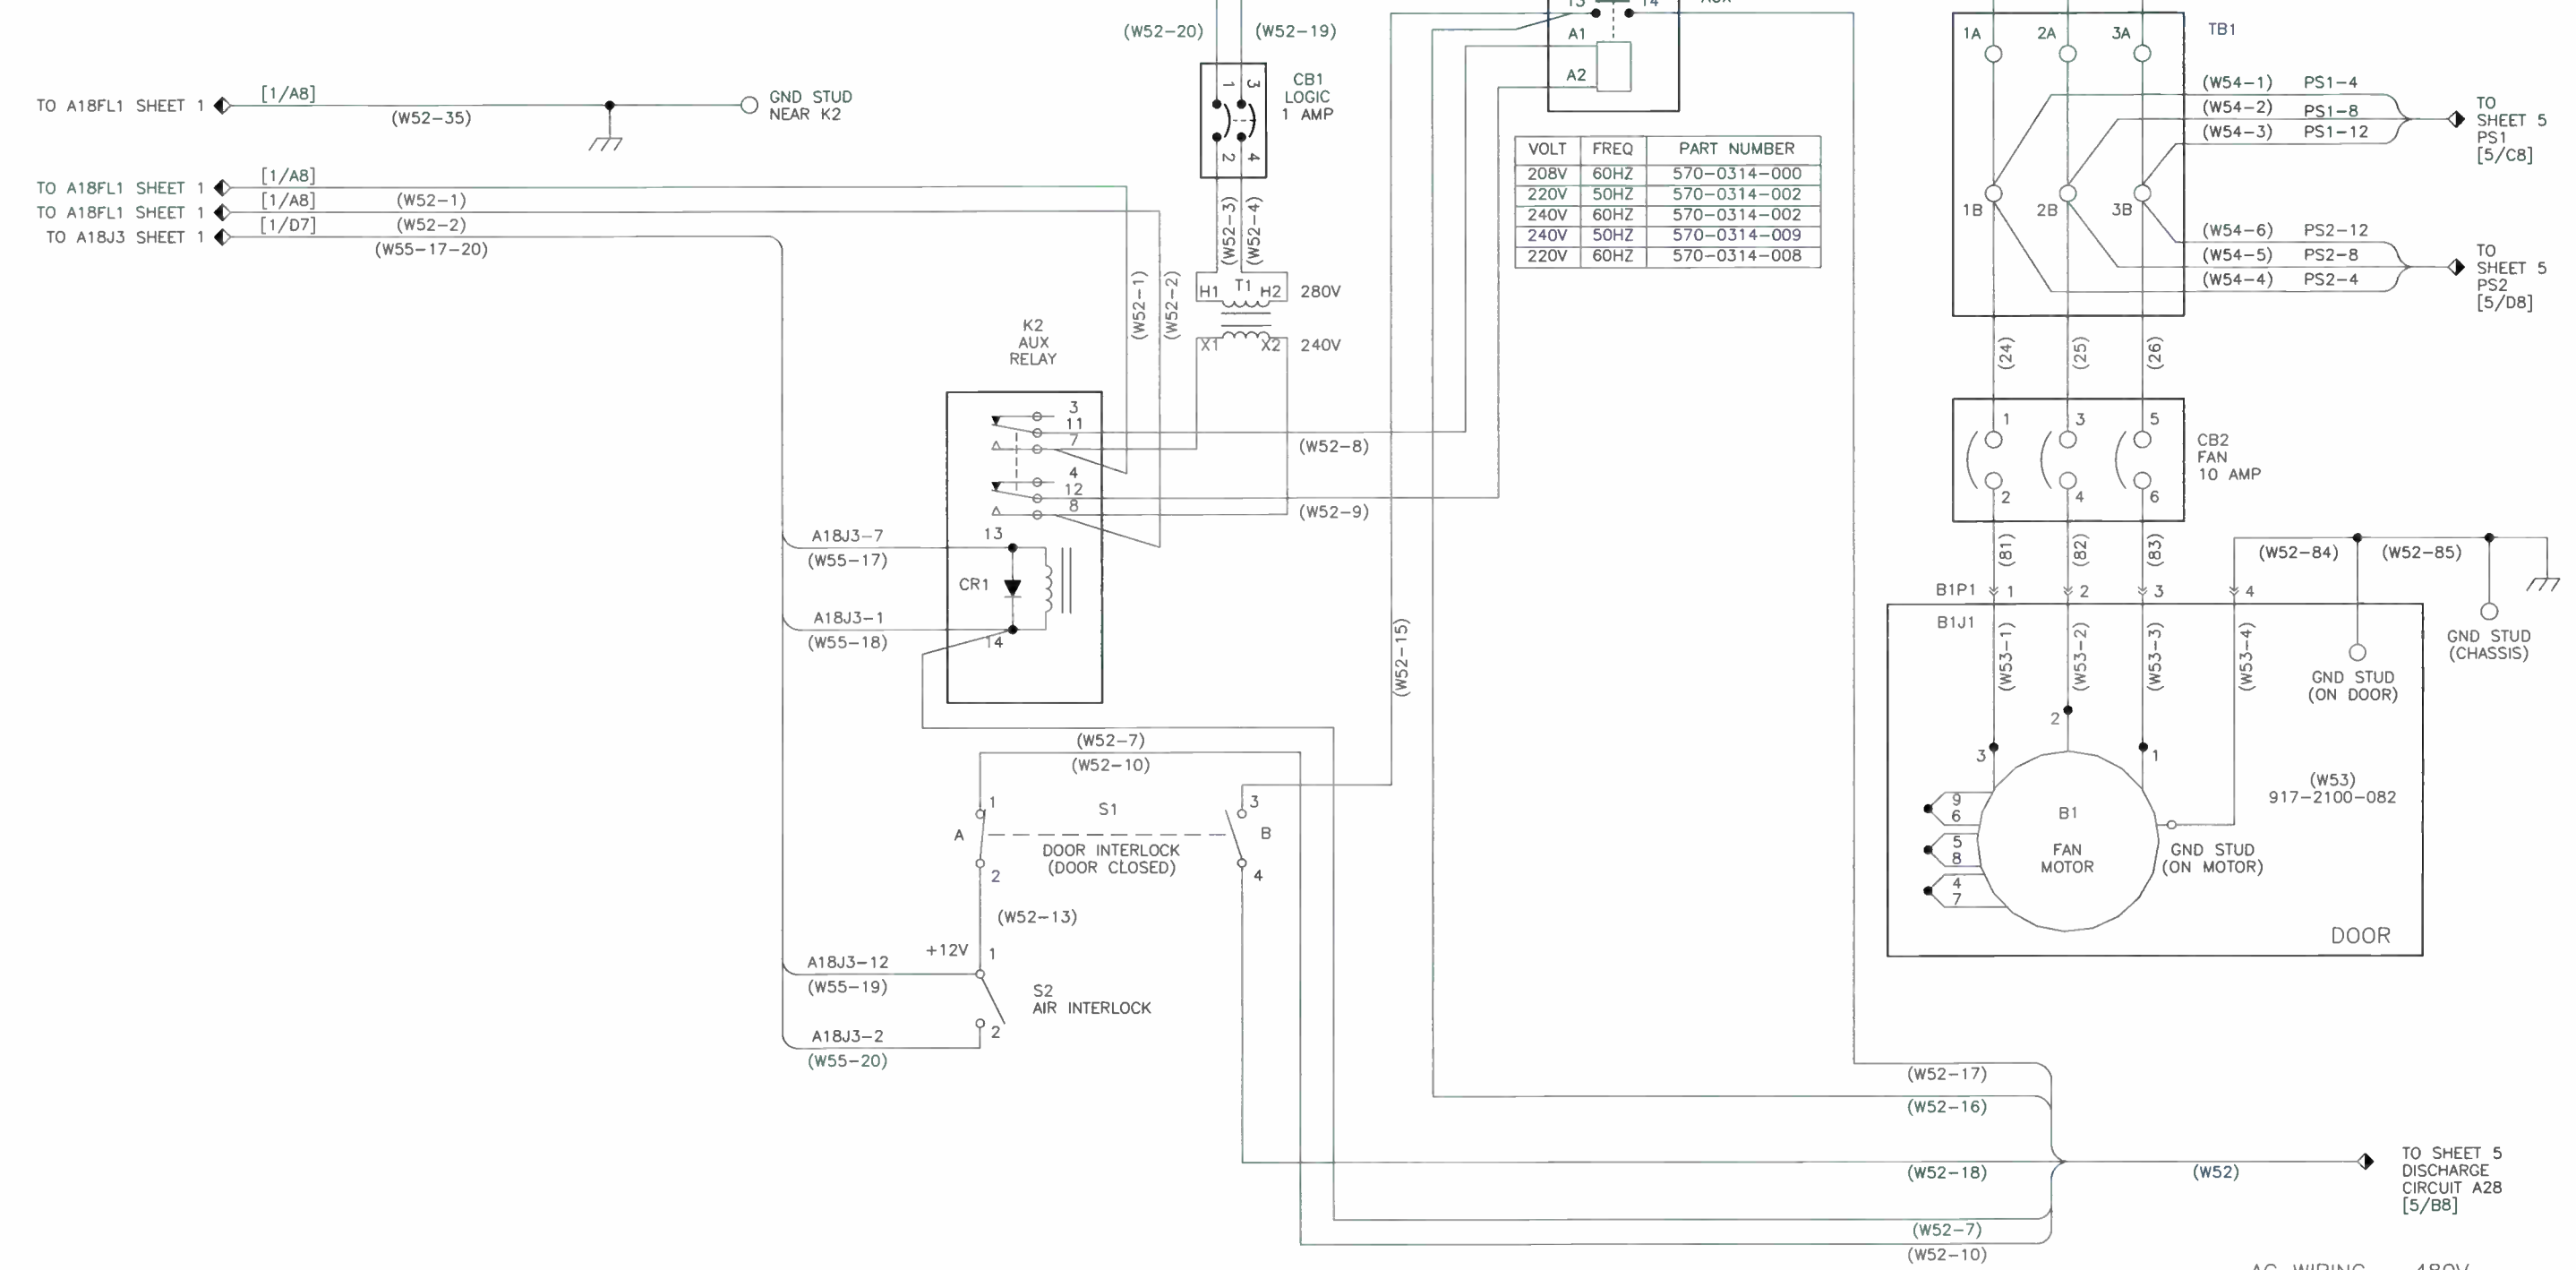 (W52-20)
(W52-19)
CB1
LOGIC
1 AMP
1
3
2
4
(W52-3)
(W52-4)
H1
T1
H2
280V
X1
X2
240V
TO A18FL1 SHEET 1
[1/A8]
(W52-35)
GND STUD
NEAR K2
TO A18FL1 SHEET 1
[1/A8]
(W52-1)
TO A18FL1 SHEET 1
[1/A8]
(W52-2)
TO A18J3 SHEET 1
[1/D7]
(W55-17-20)
(W52-1)
(W52-2)
K2
AUX
RELAY
3
11
7
4
12
8
13
CR1
14
(W52-8)
(W52-9)
A18J3-7
(W55-17)
A18J3-1
(W55-18)
(W52-7)
(W52-10)
1
A
2
S1
DOOR INTERLOCK
(DOOR CLOSED)
3
B
4
(W52-13)
+12V
1
A18J3-12
(W55-19)
S2
AIR INTERLOCK
2
A18J3-2
(W55-20)
(W52-15)
13
14
A1
A2
VOLT FREQ PART NUMBER
208V 60HZ 570-0314-000
220V 50HZ 570-0314-002
240V 60HZ 570-0314-002
240V 50HZ 570-0314-009
220V 60HZ 570-0314-008
TB1
1A
2A
3A
1B
2B
3B
(W54-1) PS1-4
(W54-2) PS1-8
(W54-3) PS1-12
TO
SHEET 5
PS1
[5/C8]
(W54-6) PS2-12
(W54-5) PS2-8
(W54-4) PS2-4
TO
SHEET 5
PS2
[5/D8]
(24)
(25)
(26)
1
3
5
CB2
FAN
10 AMP
2
4
6
(81)
(82)
(83)
(W52-84)
(W52-85)
B1P1
1
2
3
4
B1J1
(W53-1)
(W53-2)
(W53-3)
(W53-4)
GND STUD
(CHASSIS)
GND STUD
(ON DOOR)
2
3
1
(W53)
917-2100-082
9
6
5
8
4
7
B1
FAN
MOTOR
GND STUD
(ON MOTOR)
DOOR
(W52-17)
(W52-16)
(W52-18)
(W52)
TO SHEET 5
DISCHARGE
CIRCUIT A28
[5/B8]
(W52-7)
(W52-10)
AC WIRING 480V